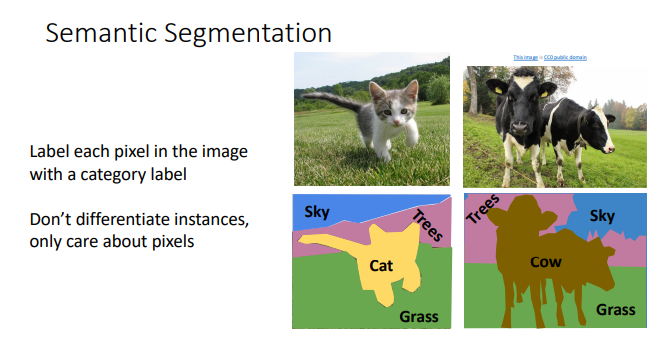 Semantic Segmentation
This image is CC0 public domain
Label each pixel in the image
with a category label
Don't differentiate instances,
only care about pixels
Sky
Trees
Cat
Grass
Trees
Sky
Cow
Grass